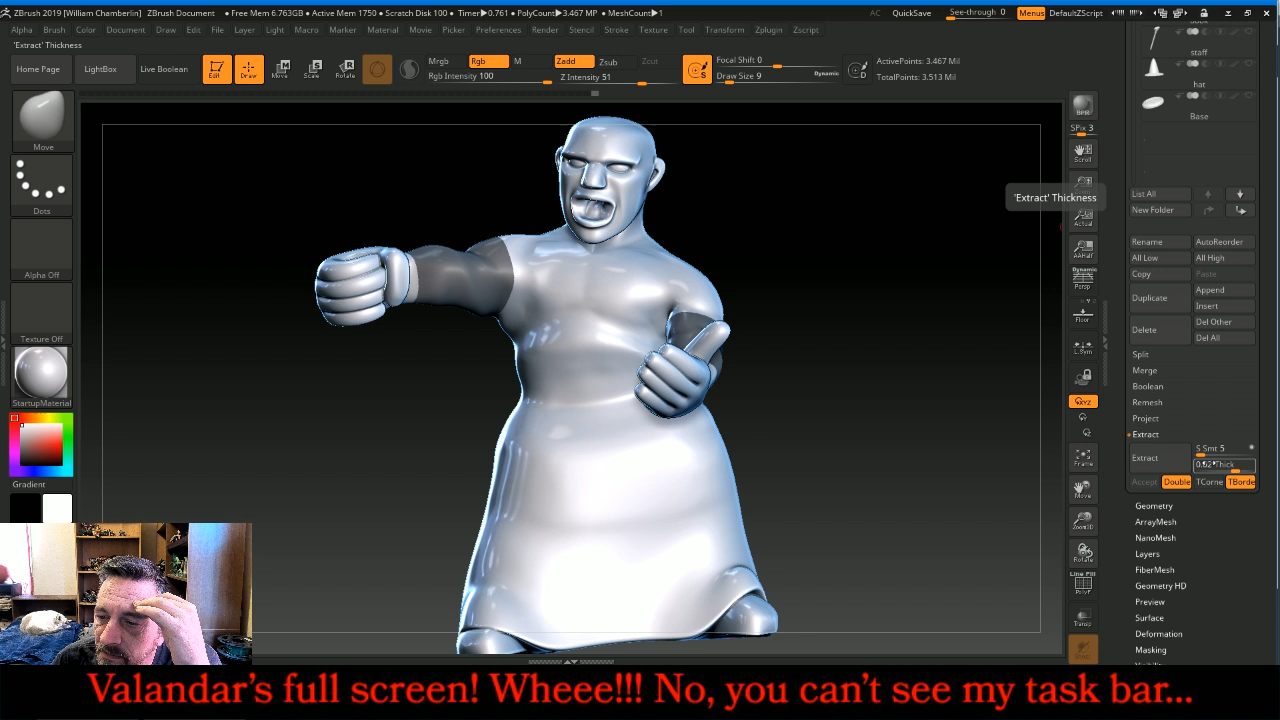 ZBrush 2019 [William Chamberlin] ZBrush Document • Free Mem 6.763GB • Active Mem 1750 • Scratch Disk 100 • Timer▶0.761 • PolyCount▶3.467 MP • MeshCount▶1 AC QuickSave See-through 0 Menus DefaultZScript
Alpha Brush Color Document Draw Edit File Layer Light Macro Marker Material Movie Picker Preferences Render Stencil Stroke Texture Tool Transform Zplugin Zscript
'Extract' Thickness
Home Page LightBox Live Boolean Edit Draw Move Scale Rotate
Mrgb Rgb M Zadd Zsub Zcut
Rgb Intensity 100 Z Intensity 51
Focal Shift 0
Draw Size 9 Dynamic
ActivePoints: 3.467 Mil
TotalPoints: 3.513 Mil
Move
Dots
Alpha Off
Texture Off
StartupMaterial
Gradient
BPR
SPix 3
Scroll
Actual
AAHalf
Dynamic
Persp
Floor
L.Sym
XYZ
Frame
Move
Zoom3D
Rotate
Line Fill
PolyF
Transp
'Extract' Thickness
staff
hat
Base
List All
New Folder
Rename AutoReorder
All Low All High
Copy Paste
Duplicate Append
Insert
Delete Del Other
Del All
Split
Merge
Boolean
Remesh
Project
Extract
Extract S Smt 5
Thick
Accept Double TCorne TBorde
Geometry
ArrayMesh
NanoMesh
Layers
FiberMesh
Geometry HD
Preview
Surface
Deformation
Masking
Valandar's full screen! Wheee!!! No, you can't see my task bar...